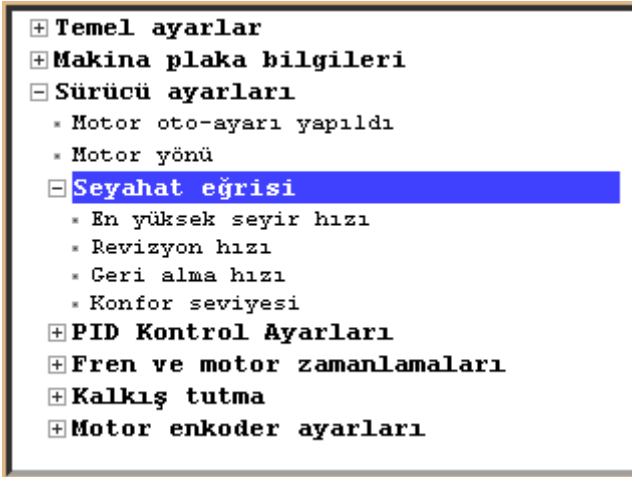 Temel ayarlar
Makina plaka bilgileri
Sürücü ayarları
Motor oto-ayarı yapıldı
Motor yönü
Seyahat eğrisi
En yüksek seyir hızı
Revizyon hızı
Geri alma hızı
Konfor seviyesi
PID Kontrol Ayarları
Fren ve motor zamanlamaları
Kalkış tutma
Motor enkoder ayarları